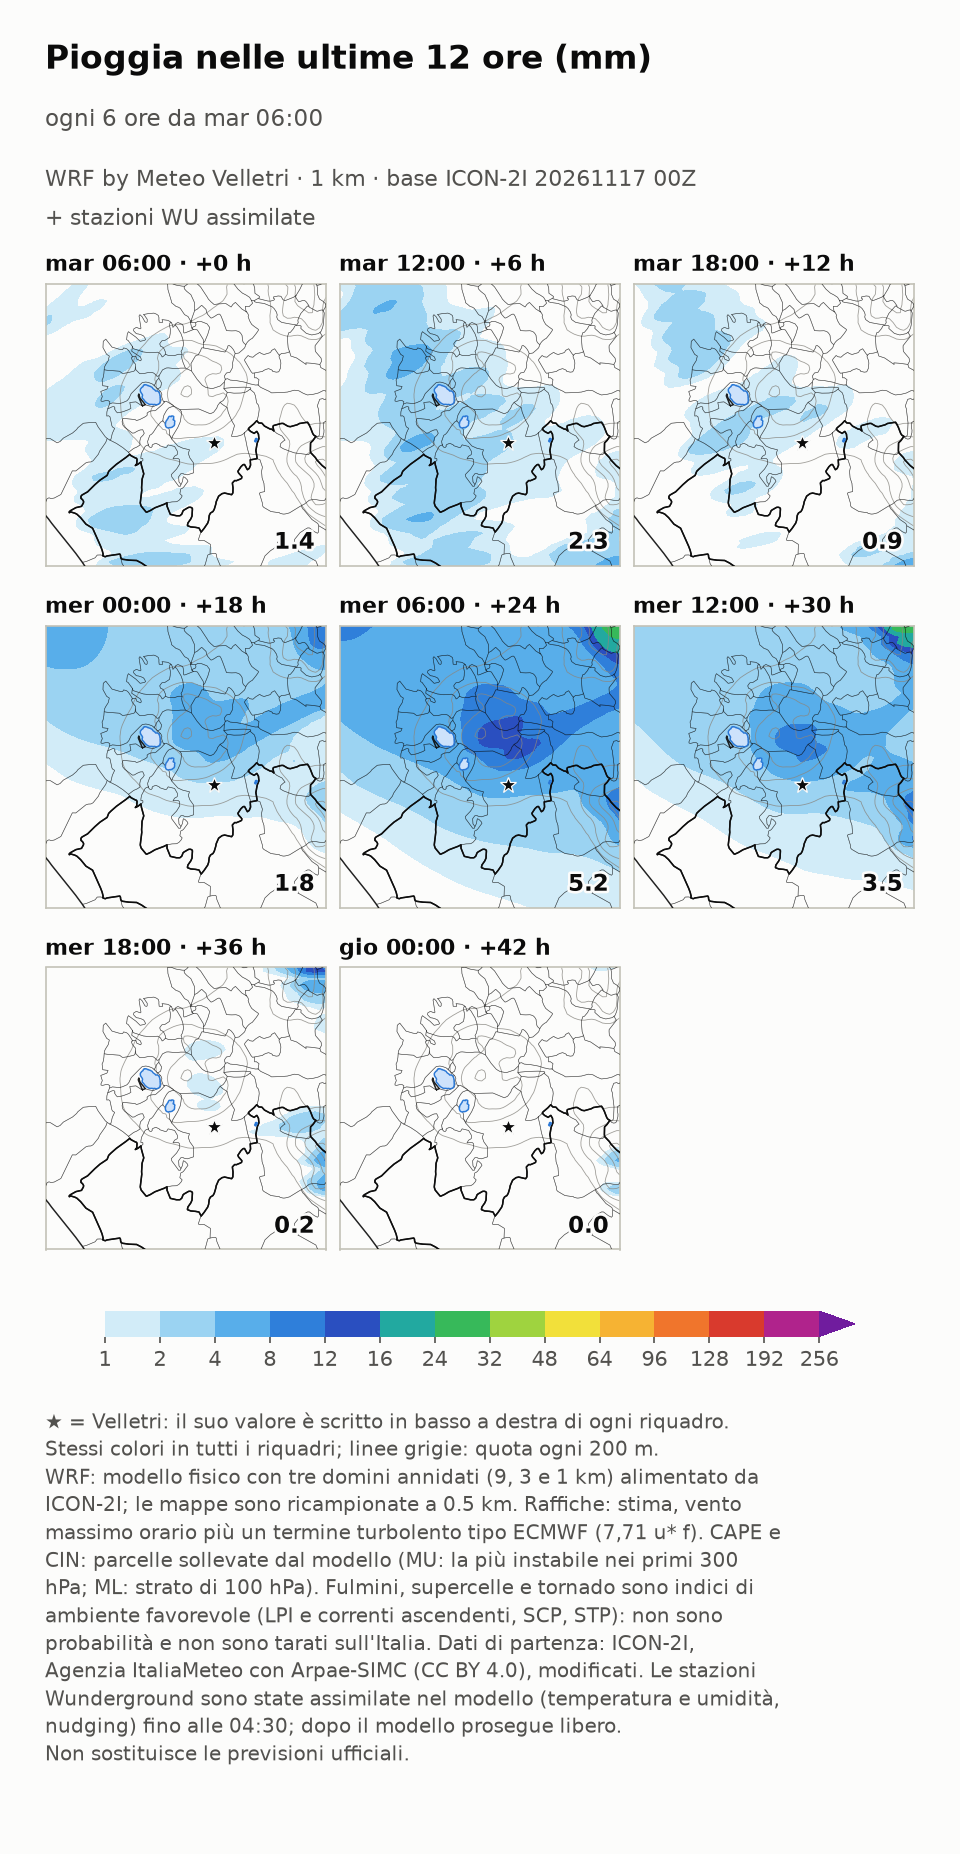 Pioggia nelle ultime 12 ore (mm)
ogni 6 ore da mar 06:00
WRF by Meteo Velletri · 1 km · base ICON-2I 20261117 00Z
+ stazioni WU assimilate
mar 06:00 · +0 h
mar 12:00 · +6 h
mar 18:00 · +12 h
1.4
2.3
0.9
mer 00:00 · +18 h
mer 06:00 · +24 h
mer 12:00 · +30 h
1.8
5.2
3.5
mer 18:00 · +36 h
gio 00:00 · +42 h
0.2
0.0
1 2 4 8 12 16 24 32 48 64 96 128 192 256
★ = Velletri: il suo valore è scritto in basso a destra di ogni riquadro.
Stessi colori in tutti i riquadri; linee grigie: quota ogni 200 m.
WRF: modello fisico con tre domini annidati (9, 3 e 1 km) alimentato da
ICON-2I; le mappe sono ricampionate a 0.5 km. Raffiche: stima, vento
massimo orario più un termine turbolento tipo ECMWF (7,71 u* f). CAPE e
CIN: parcelle sollevate dal modello (MU: la più instabile nei primi 300
hPa; ML: strato di 100 hPa). Fulmini, supercelle e tornado sono indici di
ambiente favorevole (LPI e correnti ascendenti, SCP, STP): non sono
probabilità e non sono tarati sull'Italia. Dati di partenza: ICON-2I,
Agenzia ItaliaMeteo con Arpae-SIMC (CC BY 4.0), modificati. Le stazioni
Wunderground sono state assimilate nel modello (temperatura e umidità,
nudging) fino alle 04:30; dopo il modello prosegue libero.
Non sostituisce le previsioni ufficiali.